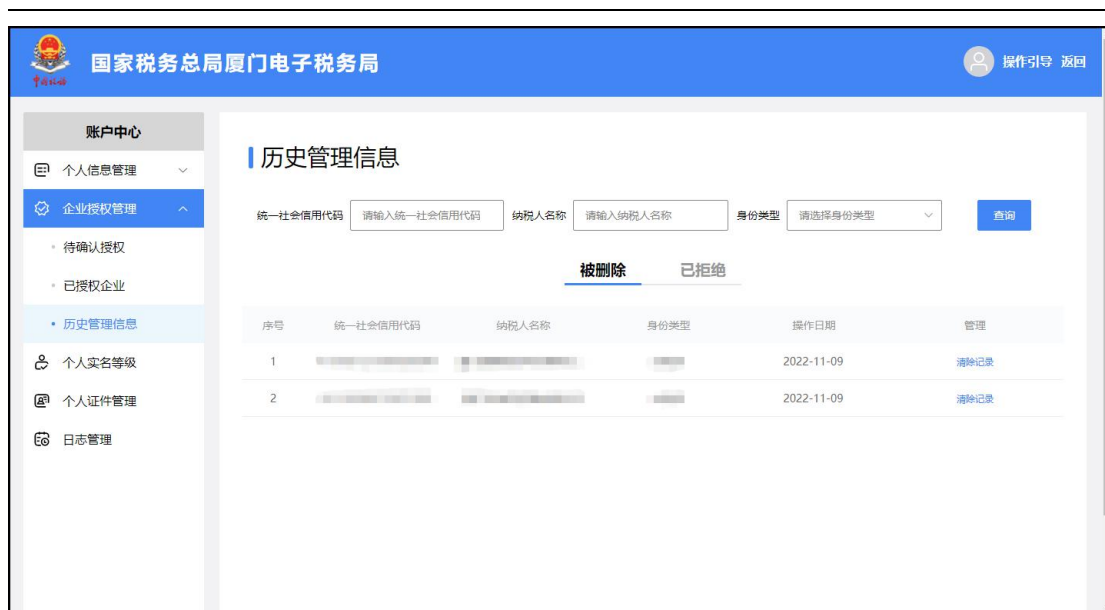 国家税务总局厦门电子税务局
操作引导 返回
账户中心
个人信息管理
企业授权管理
待确认授权
已授权企业
历史管理信息
个人实名等级
个人证件管理
日志管理
历史管理信息
统一社会信用代码 请输入统一社会信用代码 纳税人名称 请输入纳税人名称 身份类型 请选择身份类型 查询
被删除 已拒绝
序号 统一社会信用代码 纳税人名称 身份类型 操作日期 管理
1 2022-11-09 清除记录
2 2022-11-09 清除记录